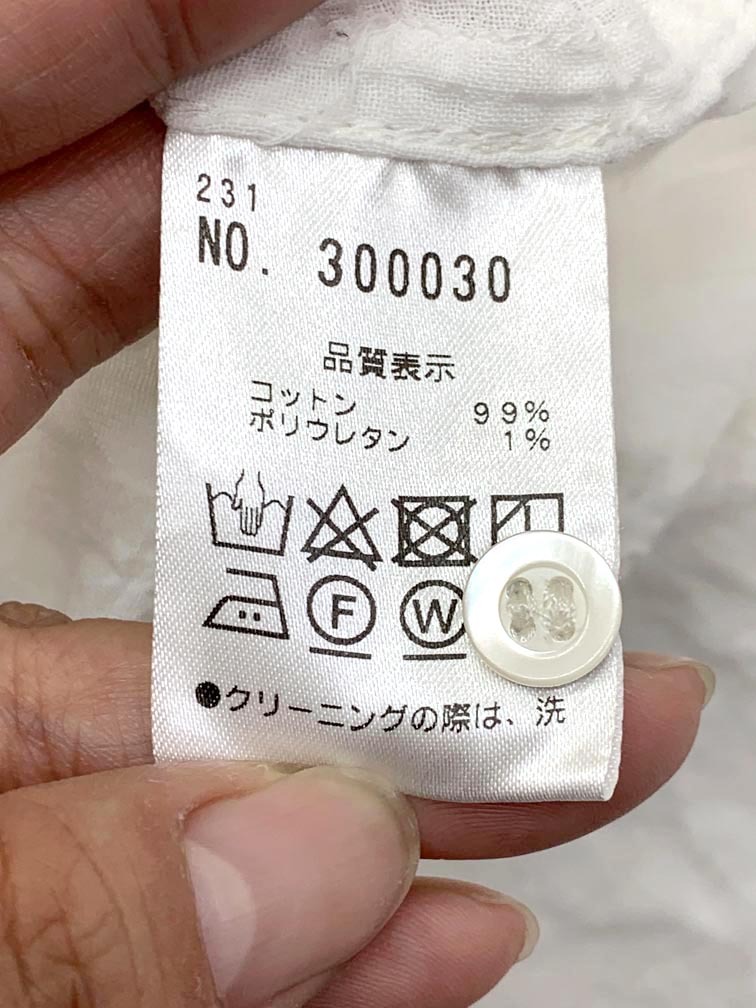 231
NO. 300030
品質表示
コットン 99%
ポリウレタン 1%
F W
●クリーニングの際は、洗